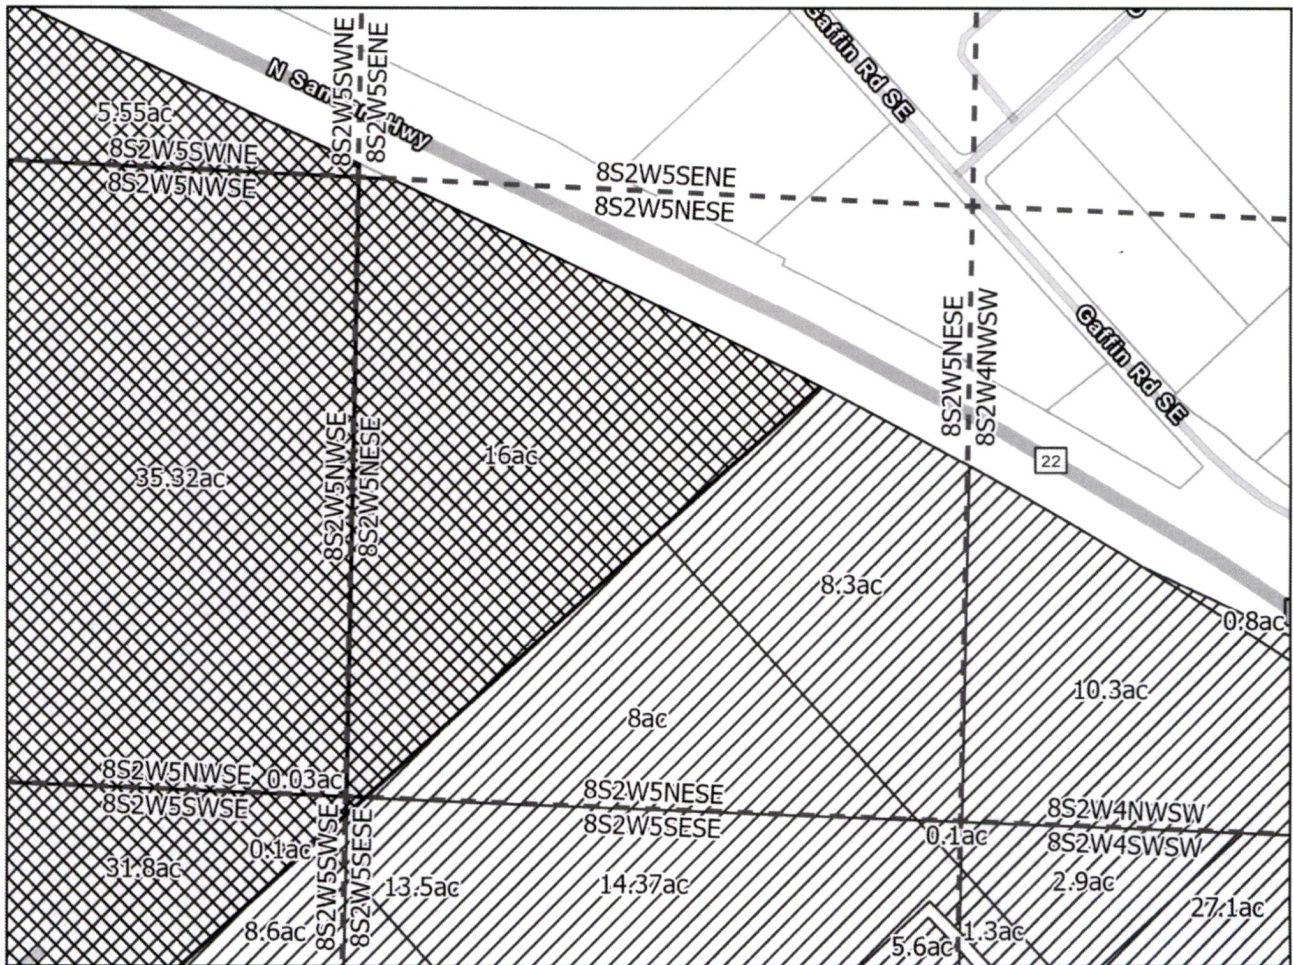 Gaffin Rd SE
8S2W5SWNE
8S2W5SENE
N San Hwy
5.55ac
8S2W5SWNE
8S2W5NWSE
8S2W5SENE
8S2W5NESE
8S2W5NESE
8S2W4NWSW
Gaffin Rd SE
22
8S2W5NWSE
8S2W5NESE
16ac
35.32ac
8.3ac
0.8ac
10.3ac
8ac
8S2W5NWSE
0.03ac
8S2W5SWSE
8S2W5NESE
8S2W5SESE
8S2W4NWSW
8S2W4SWSW
0.1ac
0.1ac
8S2W5SWSE
8S2W5SESE
31.8ac
13.5ac
14.37ac
2.9ac
27.1ac
8.6ac
5.6ac
1.3ac